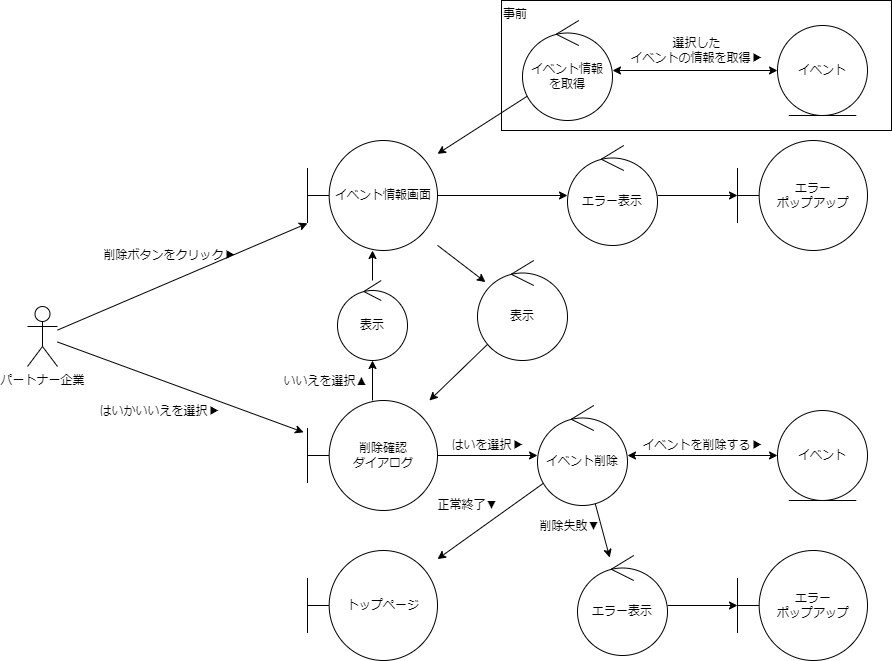 事前
イベント情報
を取得
選択した
イベントの情報を取得▶
イベント
イベント情報画面
エラー表示
エラー
ポップアップ
削除ボタンをクリック▶
表示
表示
パートナー企業
いいえを選択▲
はいかいいえを選択▶
削除確認
ダイアログ
はいを選択▶
イベント削除
イベントを削除する▶
イベント
正常終了▼
削除失敗▼
トップページ
エラー表示
エラー
ポップアップ